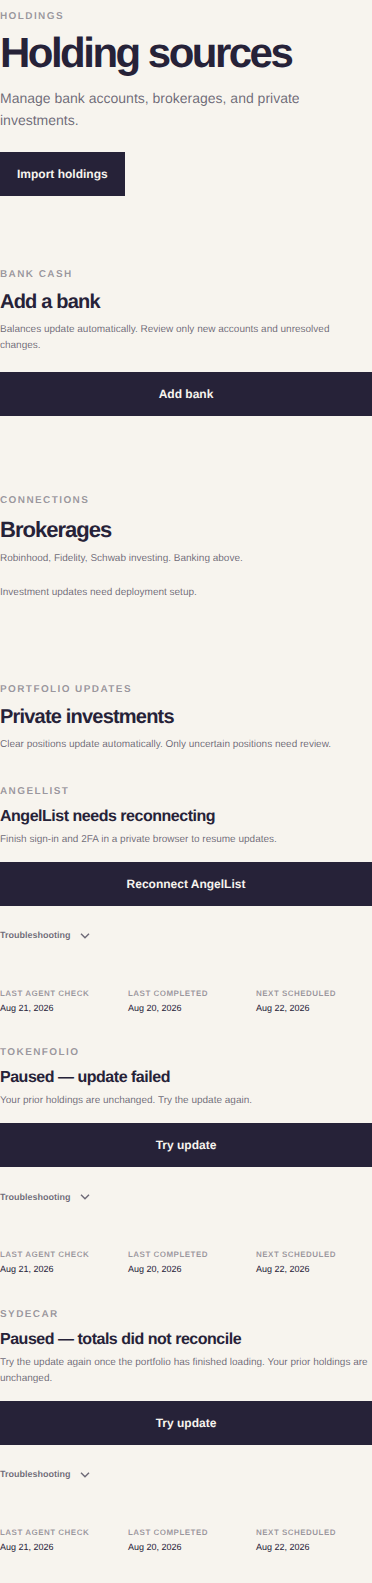 HOLDINGS
Holding sources
Manage bank accounts, brokerages, and private
investments.
Import holdings
BANK CASH
Add a bank
Balances update automatically. Review only new accounts and unresolved
changes.
Add bank
CONNECTIONS
Brokerages
Robinhood, Fidelity, Schwab investing. Banking above.
Investment updates need deployment setup.
PORTFOLIO UPDATES
Private investments
Clear positions update automatically. Only uncertain positions need review.
ANGELLIST
AngelList needs reconnecting
Finish sign-in and 2FA in a private browser to resume updates.
Reconnect AngelList
Troubleshooting
LAST AGENT CHECK LAST COMPLETED NEXT SCHEDULED
Aug 21, 2026 Aug 20, 2026 Aug 22, 2026
TOKENFOLIO
Paused — update failed
Your prior holdings are unchanged. Try the update again.
Try update
Troubleshooting
LAST AGENT CHECK LAST COMPLETED NEXT SCHEDULED
Aug 21, 2026 Aug 20, 2026 Aug 22, 2026
SYDECAR
Paused — totals did not reconcile
Try the update again once the portfolio has finished loading. Your prior holdings are
unchanged.
Try update
Troubleshooting
LAST AGENT CHECK LAST COMPLETED NEXT SCHEDULED
Aug 21, 2026 Aug 20, 2026 Aug 22, 2026